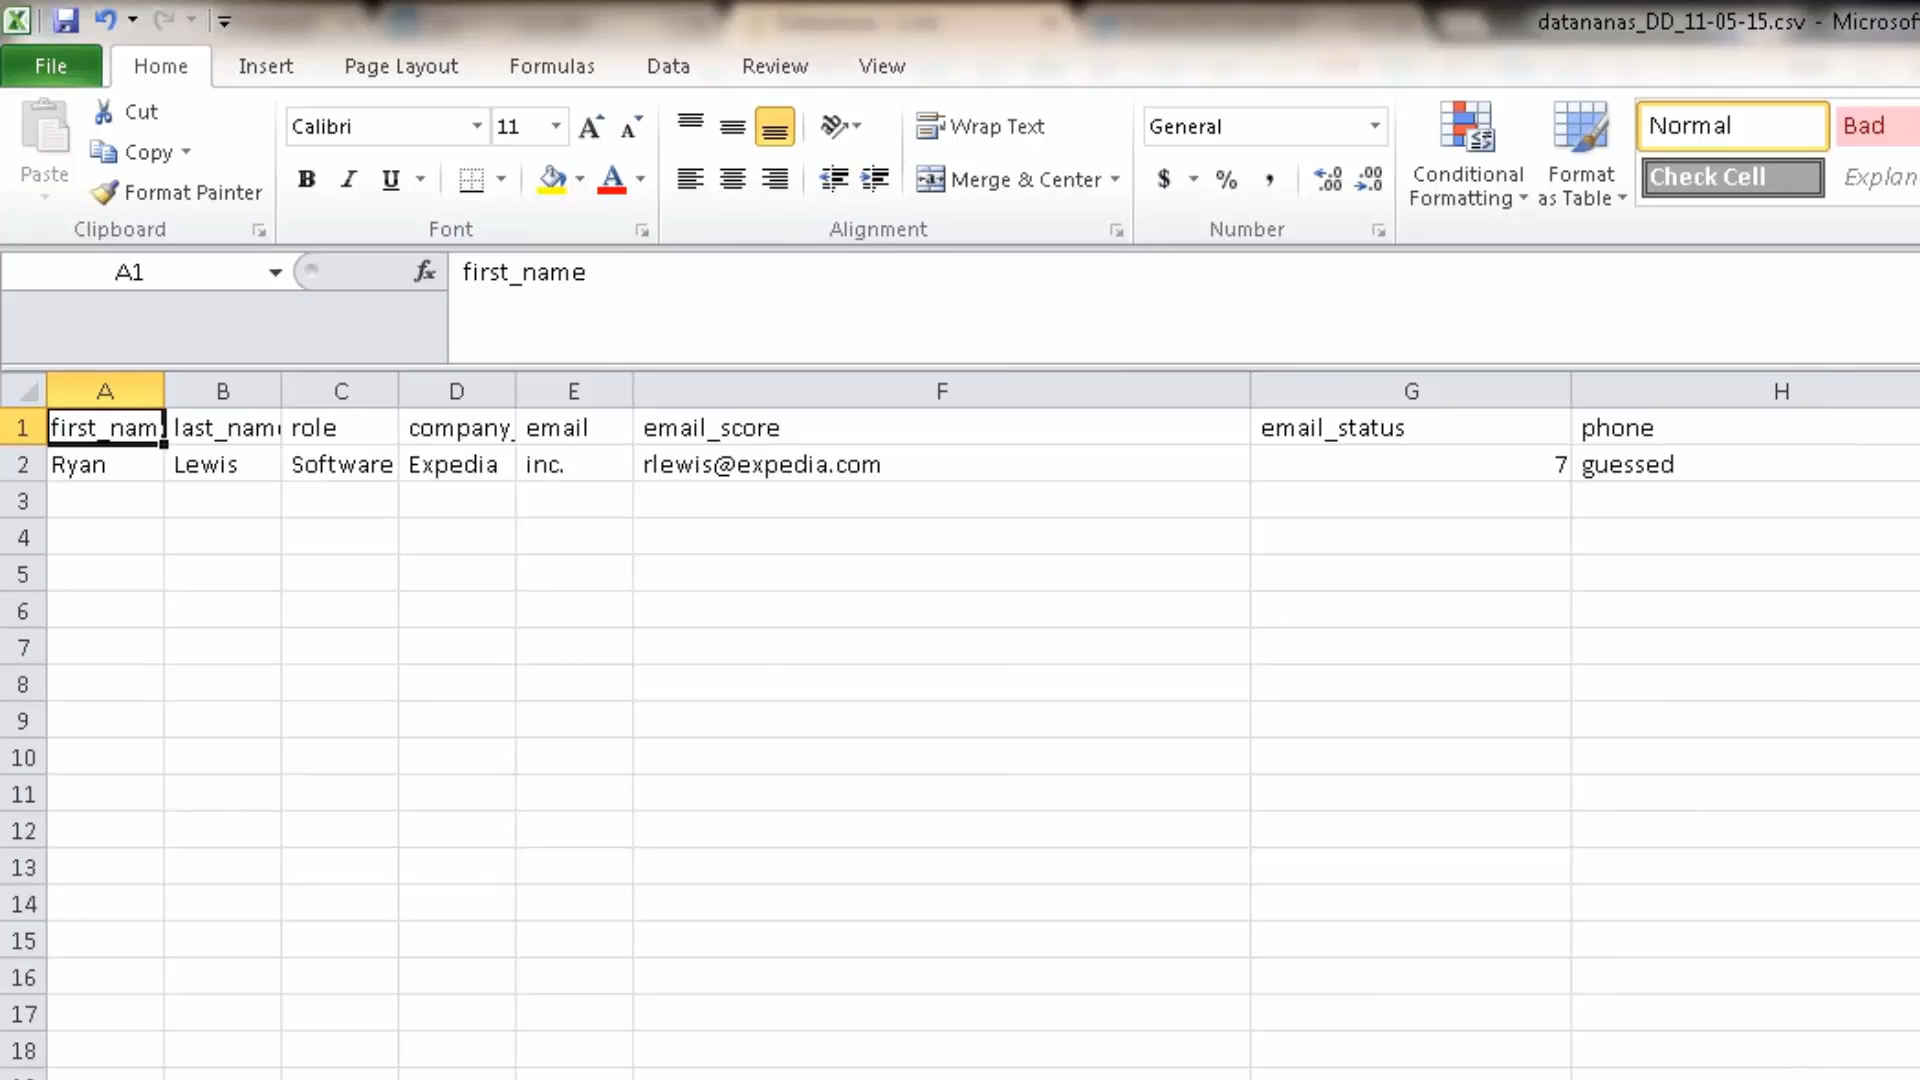 datananas_DD_11-05-15.csv - Microsof
File Home Insert Page Layout Formulas Data Review View
Paste
Cut
Copy
Format Painter
Clipboard
Calibri 11 A A
B I U A
Font
Wrap Text
Merge & Center
Alignment
General
$ % , .00 .00
Number
Conditional Formatting
Format as Table
Normal Bad
Check Cell Explan
A1 fx first_name
A B C D E F G H
1 first_nam last_nam role company_ email email_score email_status phone
2 Ryan Lewis Software Expedia inc. rlewis@expedia.com 7 guessed
3
4
5
6
7
8
9
10
11
12
13
14
15
16
17
18